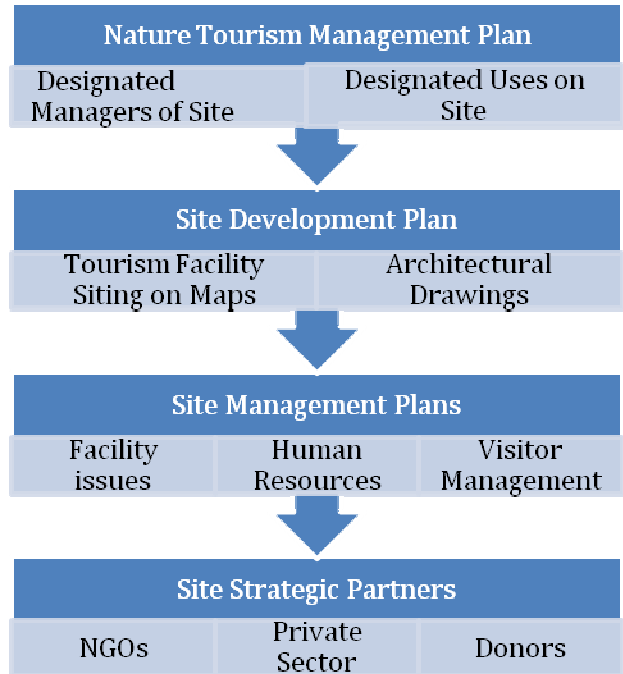 Nature Tourism Management Plan
Designated
Managers of Site
Designated Uses on
Site
Site Development Plan
Tourism Facility
Siting on Maps
Architectural
Drawings
Site Management Plans
Facility
issues
Human
Resources
Visitor
Management
Site Strategic Partners
NGOs
Private
Sector
Donors